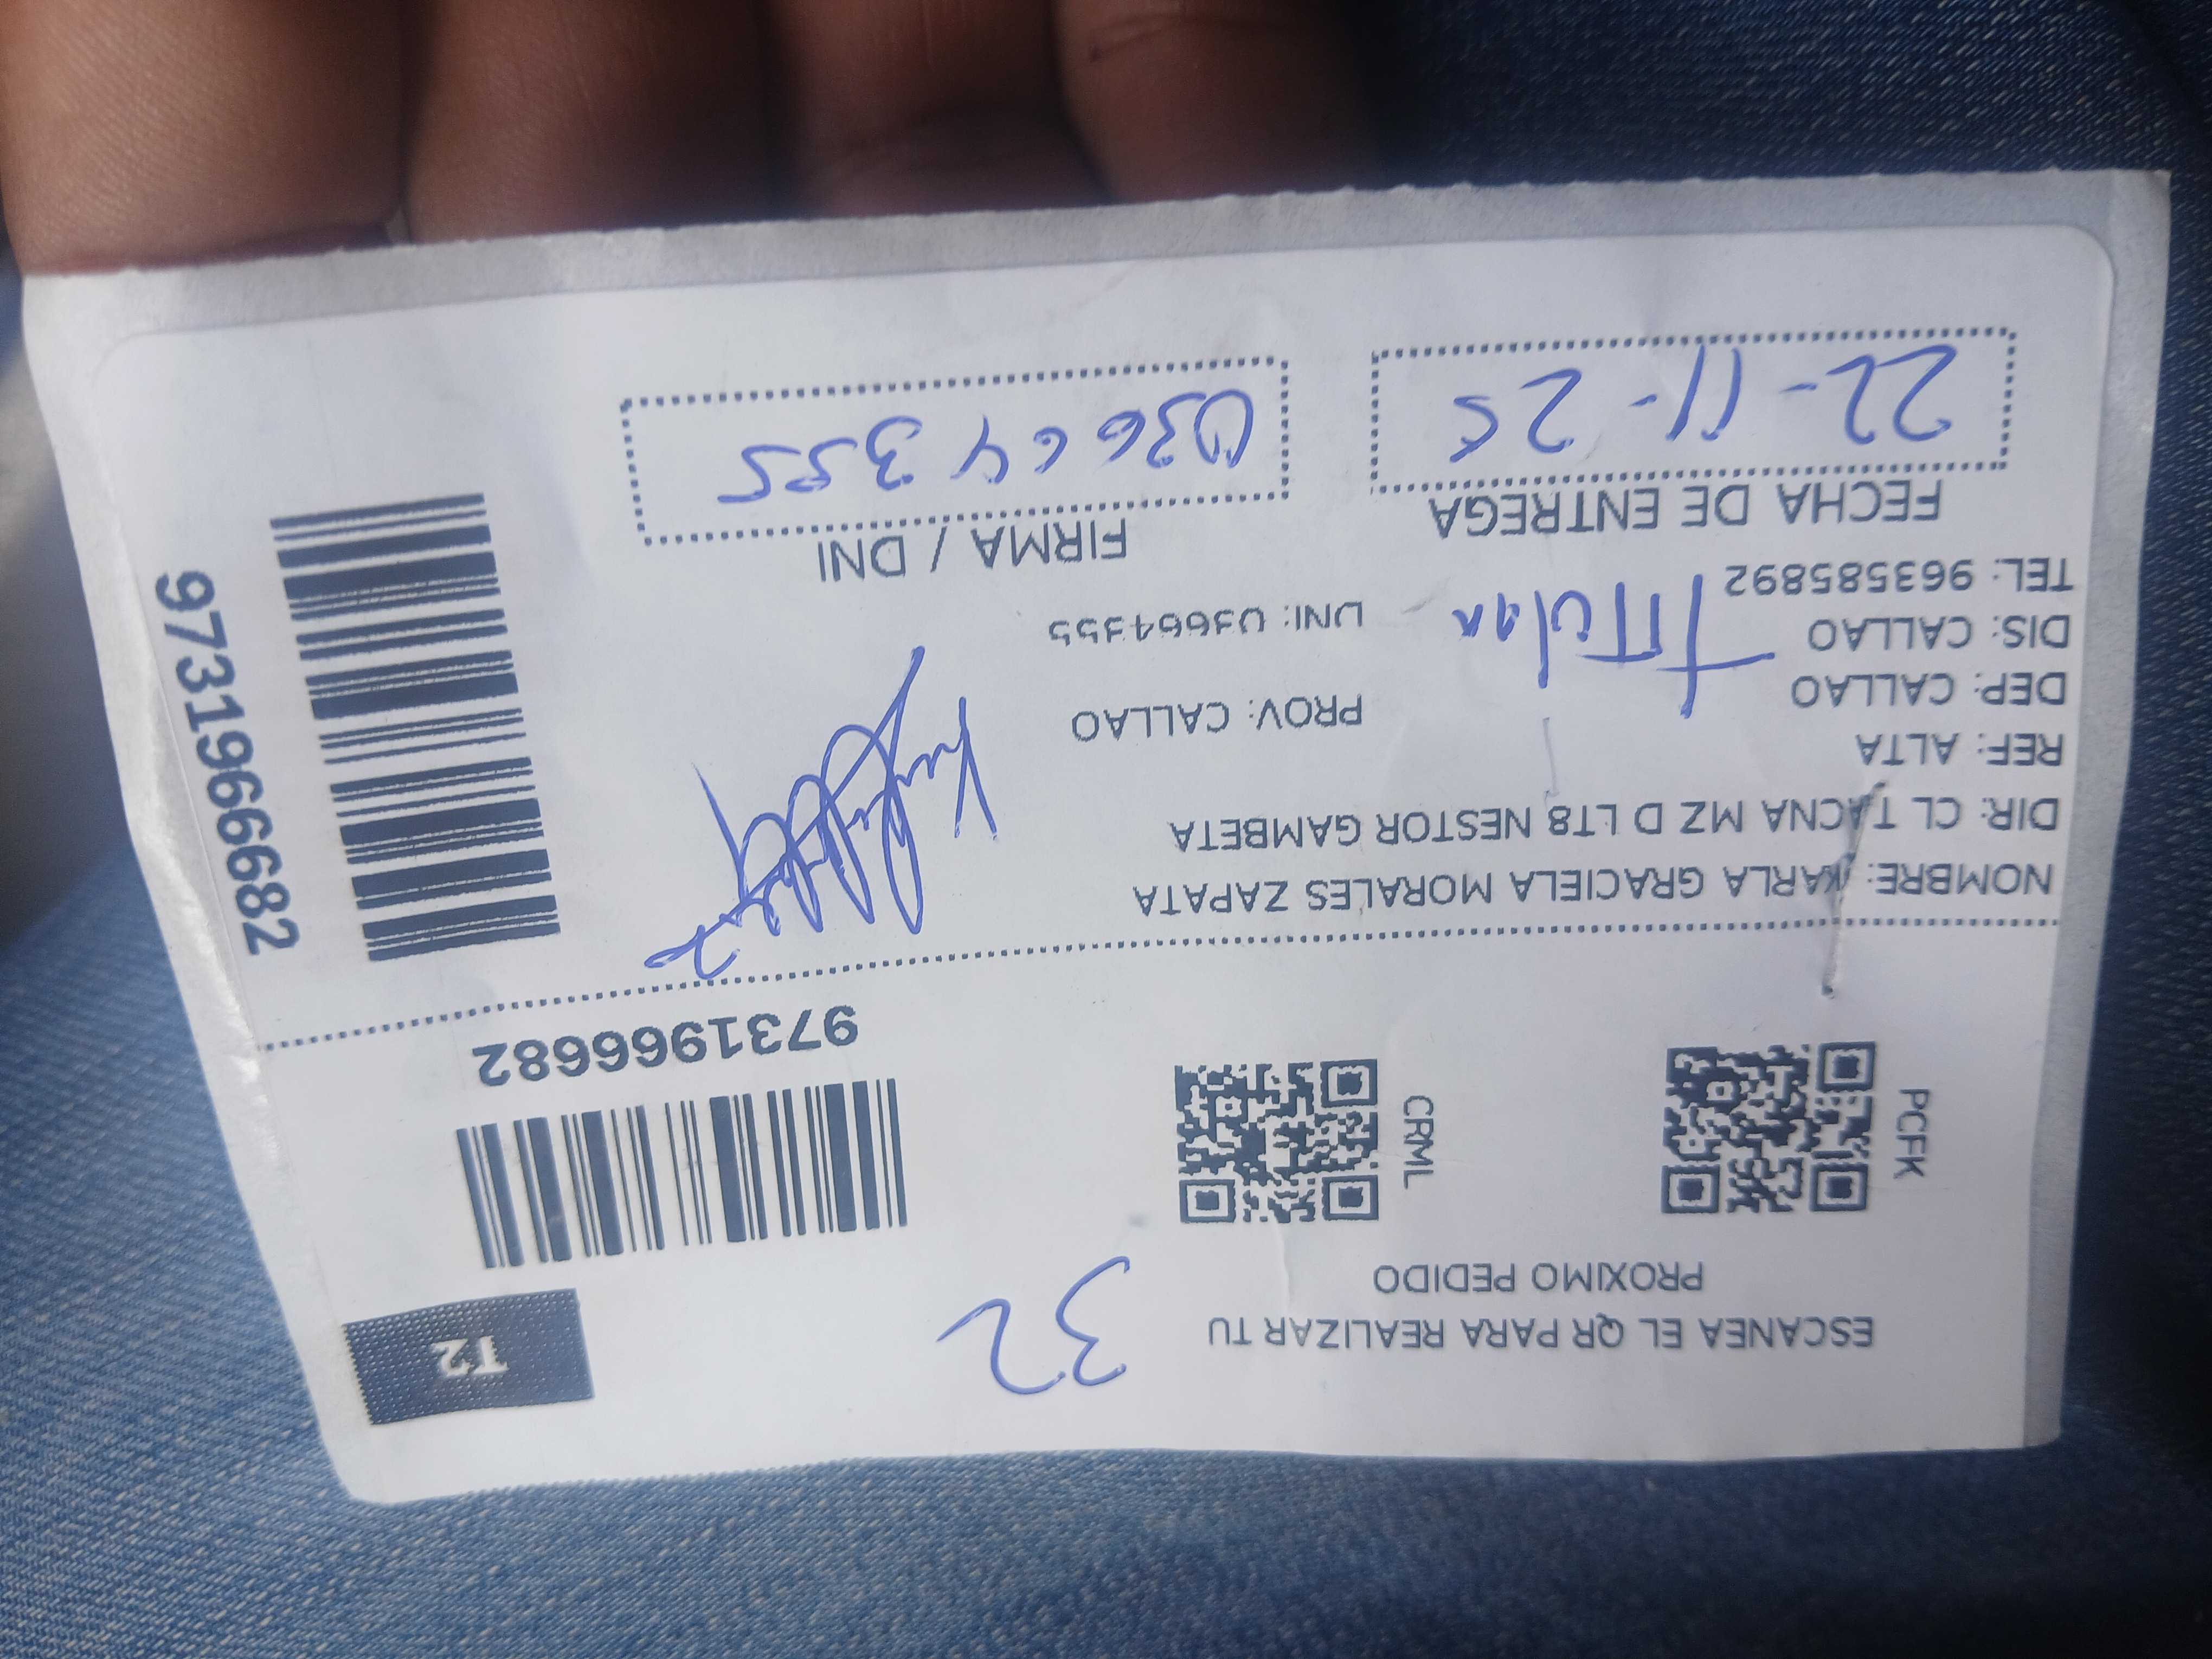 ESCANEA EL QR PARA REALIZAR TU
PROXIMO PEDIDO
32
T2
PCFK
CRML
9731966682
NOMBRE: KARLA GRACIELA MORALES ZAPATA
DIR: CL TACNA MZ D LT8 NESTOR GAMBETA
REF: ALTA
DEP: CALLAO
PROV: CALLAO
DIS: CALLAO
TEL: 963585892
DNI: 03664355
Titular
FECHA DE ENTREGA
FIRMA / DNI
22-11-25
03664355
9731966682